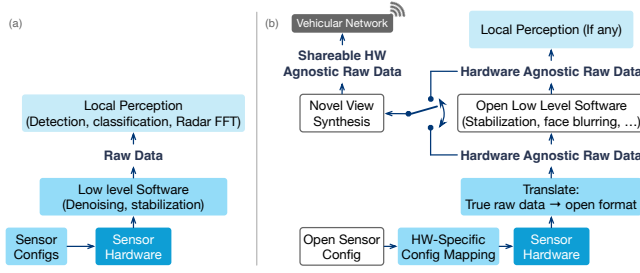 (a)
Local Perception
(Detection, classification, Radar FFT)
Raw Data
Low level Software
(Denoising, stabilization)
Sensor
Configs
Sensor
Hardware
(b)
Vehicular Network
Shareable HW
Agnostic Raw Data
Novel View
Synthesis
Local Perception (If any)
Hardware Agnostic Raw Data
Open Low Level Software
(Stabilization, face blurring, ...)
Hardware Agnostic Raw Data
Translate:
True raw data → open format
Open Sensor
Config
HW-Specific
Config Mapping
Sensor
Hardware